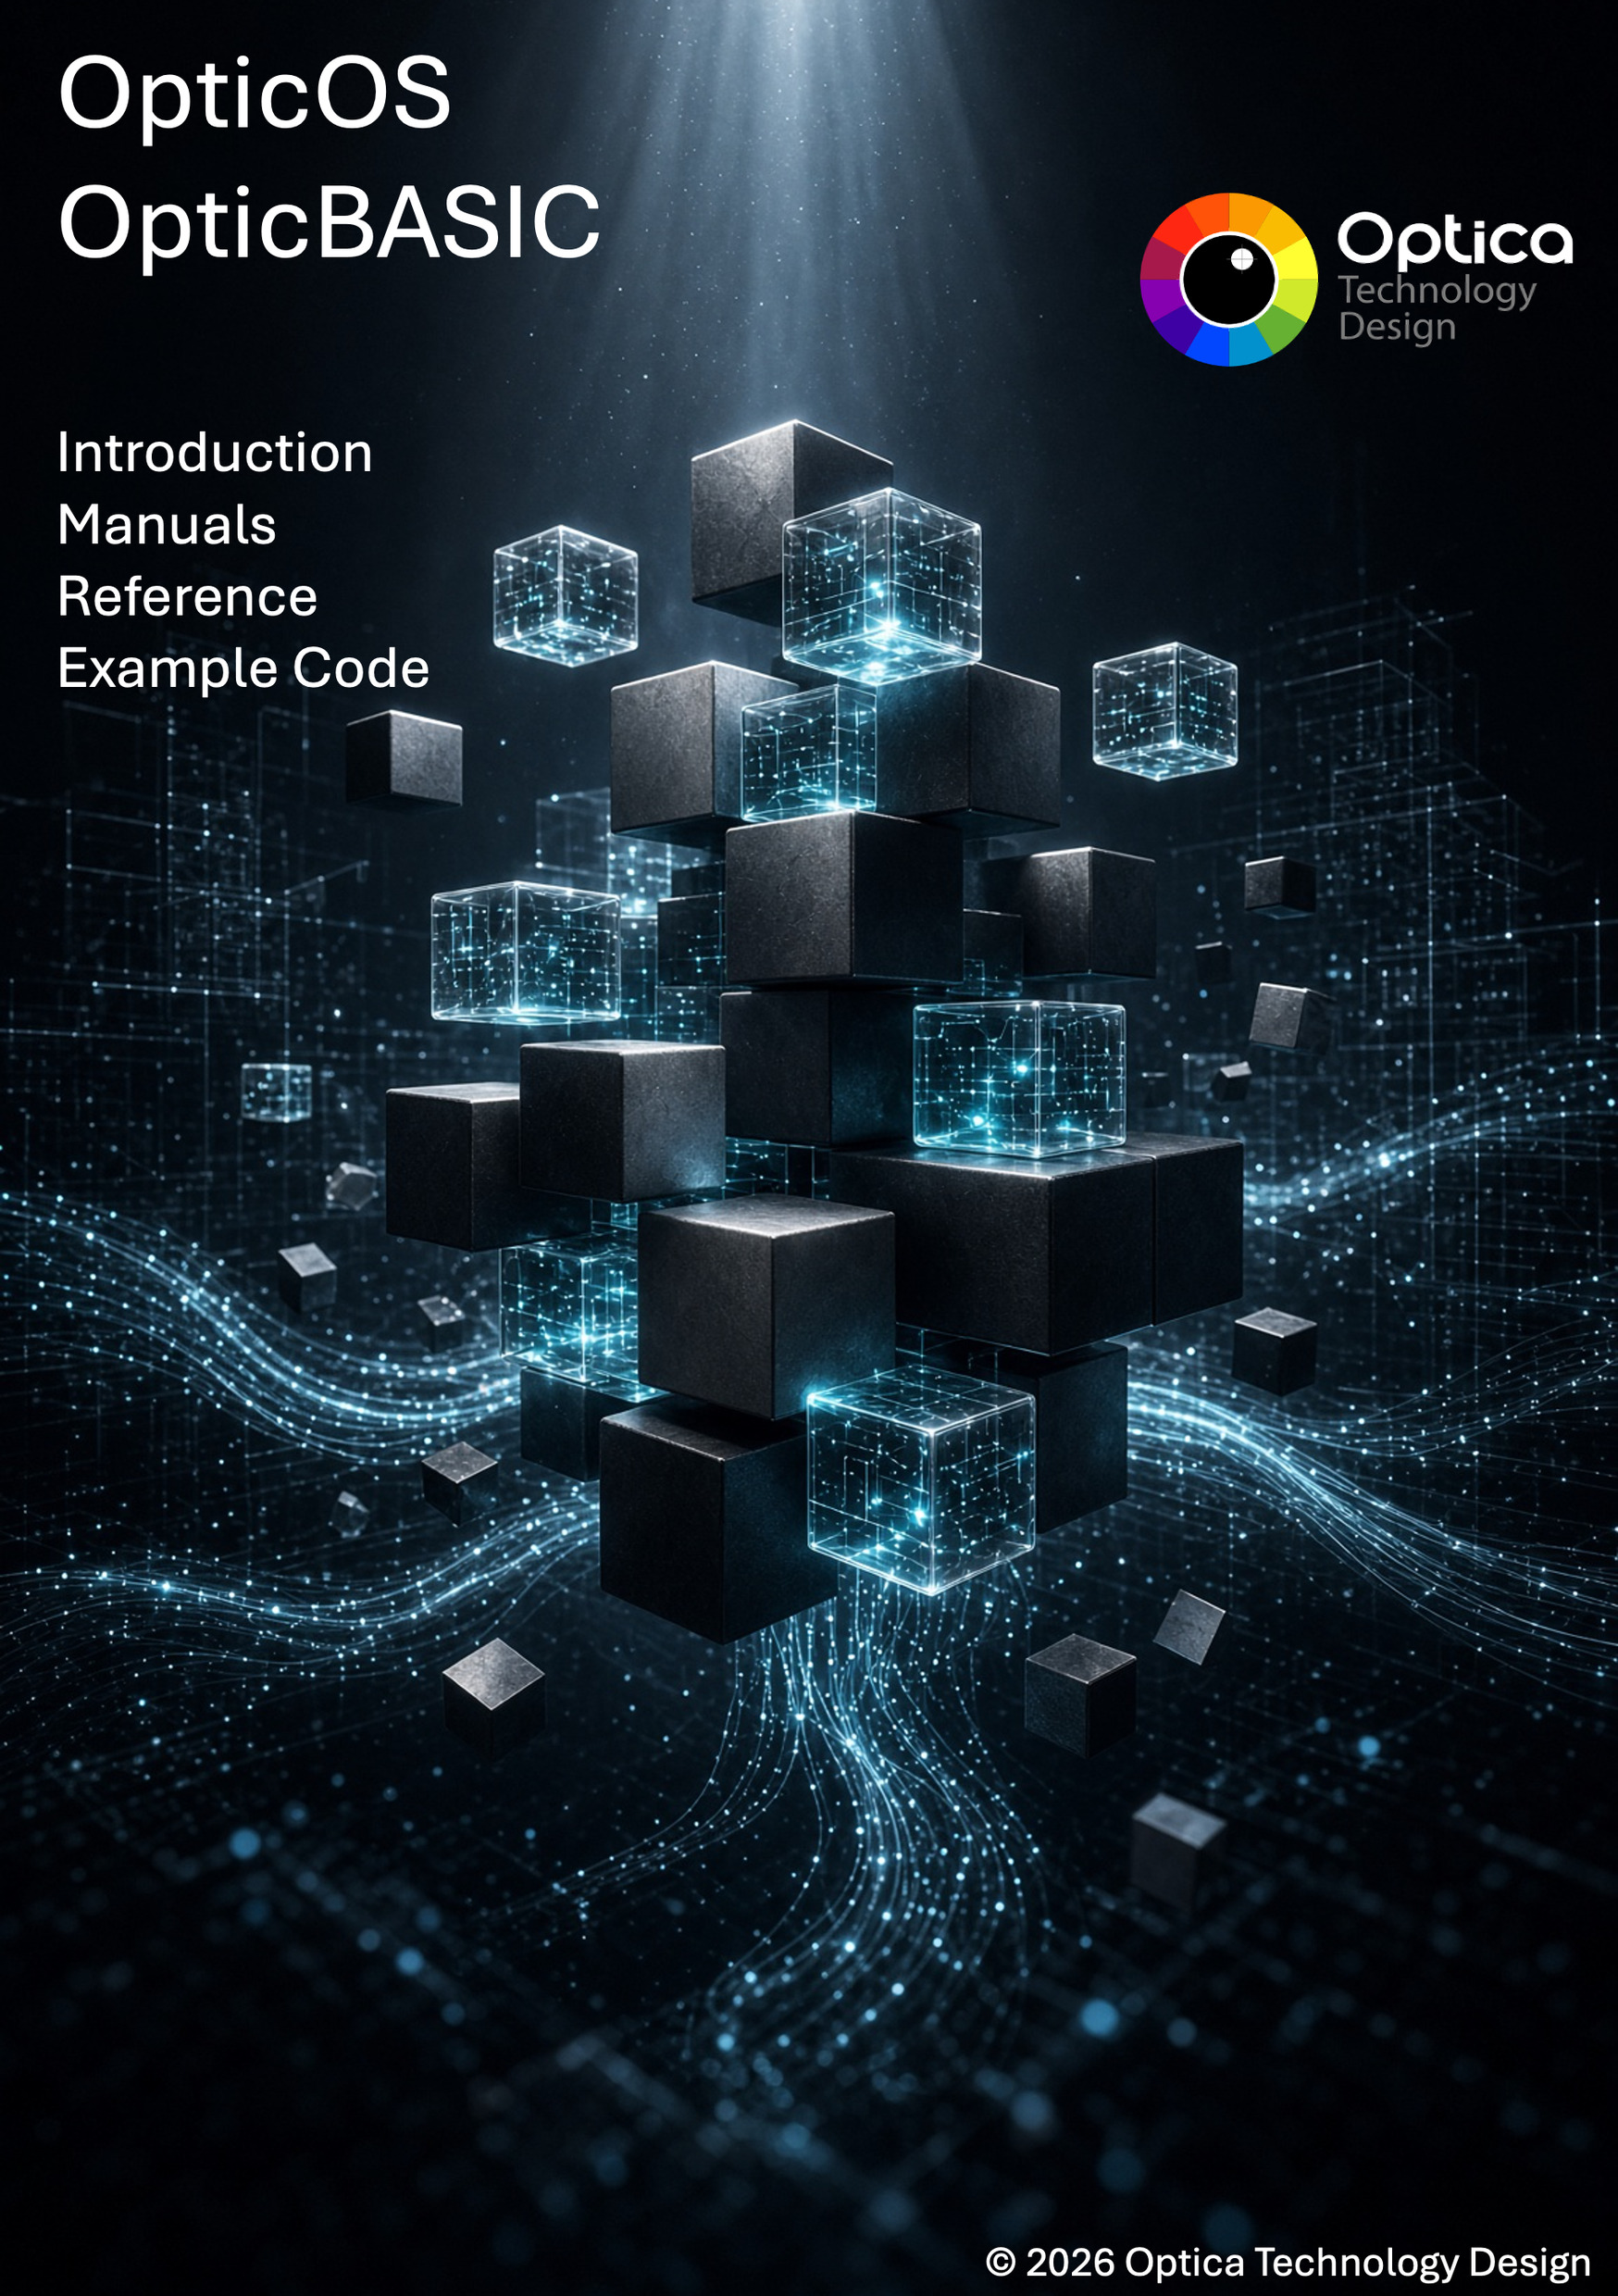 OpticOS
OpticBASIC
Optica
Technology
Design
Introduction
Manuals
Reference
Example Code
© 2026 Optica Technology Design